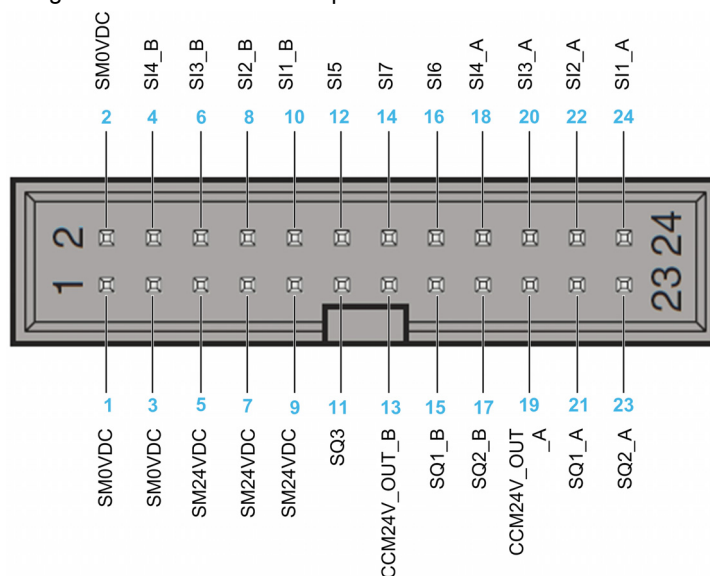 SM0VDC
SI4_B
SI3_B
SI2_B
SI1_B
SI5
SI7
SI6
SI4_A
SI3_A
SI2_A
SI1_A
2 4 6 8 10 12 14 16 18 20 22 24
2 24
1 23
1 3 5 7 9 11 13 15 17 19 21 23
SM0VDC
SM0VDC
SM24VDC
SM24VDC
SM24VDC
SQ3
CCM24V_OUT_B
SQ1_B
SQ2_B
CCM24V_OUT
_A
SQ1_A
SQ2_A